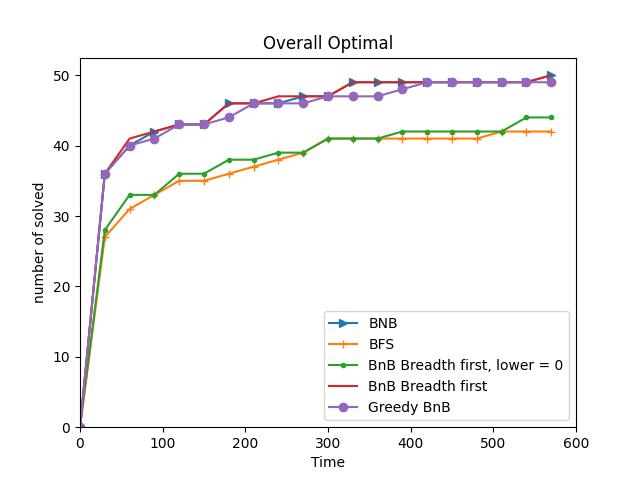 Overall Optimal
number of solved
50
40
30
20
10
0
0 100 200 300 400 500 600
Time
BNB
BFS
BnB Breadth first, lower = 0
BnB Breadth first
Greedy BnB